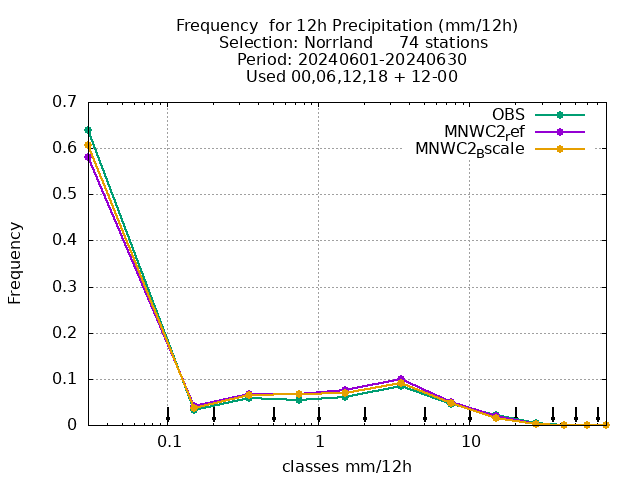 Frequency  for 12h Precipitation (mm/12h)
Selection: Norrland     74 stations
Period: 20240601-20240630
Used 00,06,12,18 + 12-00
OBS
MNWC2ref
MNWC2Bscale
0.7
0.6
0.5
0.4
0.3
0.2
0.1
0
Frequency
0.1 1 10
classes mm/12h